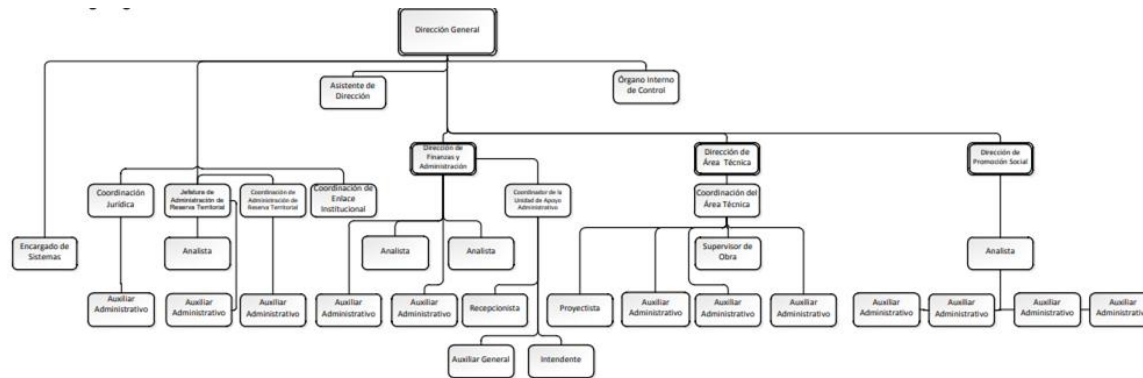 Dirección General
Asistente de
Dirección
Órgano Interno
de Control
Dirección de
Finanzas y
Administración
Dirección de
Área Técnica
Dirección de
Promoción Social
Coordinación
Jurídica
Jefatura de
Administración de
Reserva Territorial
Coordinación de
Administración de
Reserva Territorial
Coordinación de
Enlace
Institucional
Coordinador de la
Unidad de Apoyo
Administrativo
Coordinación del
Área Técnica
Encargado de
Sistemas
Analista
Analista
Analista
Supervisor de
Obra
Analista
Auxiliar
Administrativo
Auxiliar
Administrativo
Auxiliar
Administrativo
Auxiliar
Administrativo
Auxiliar
Administrativo
Recepcionista
Proyectista
Auxiliar
Administrativo
Auxiliar
Administrativo
Auxiliar
Administrativo
Auxiliar
Administrativo
Auxiliar
Administrativo
Auxiliar
Administrativo
Auxiliar
Administrativ
Auxiliar General
Intendente